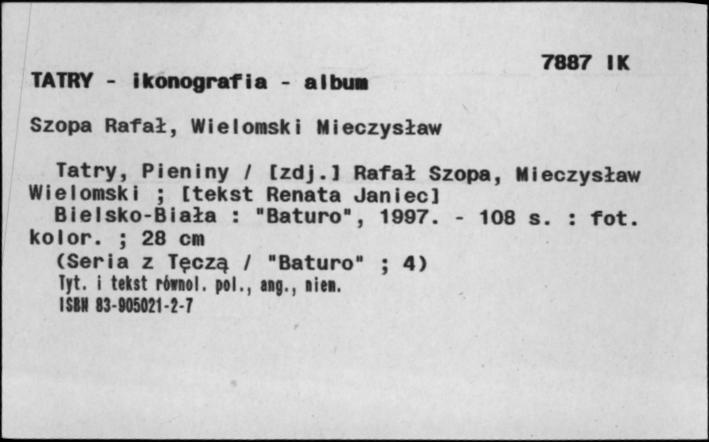 7887 IK
TATRY - ikonografia - album
Szopa Rafał, Wielomski Mieczysław
Tatry, Pieniny / [zdj.] Rafał Szopa, Mieczysław
Wielomski ; [tekst Renata Janiec]
Bielsko-Biała : "Baturo", 1997. - 108 s. : fot.
kolor. ; 28 cm
(Seria z Tęczą / "Baturo" ; 4)
Tyt. i tekst równol. pol., ang., niem.
ISBN 83-905021-2-7